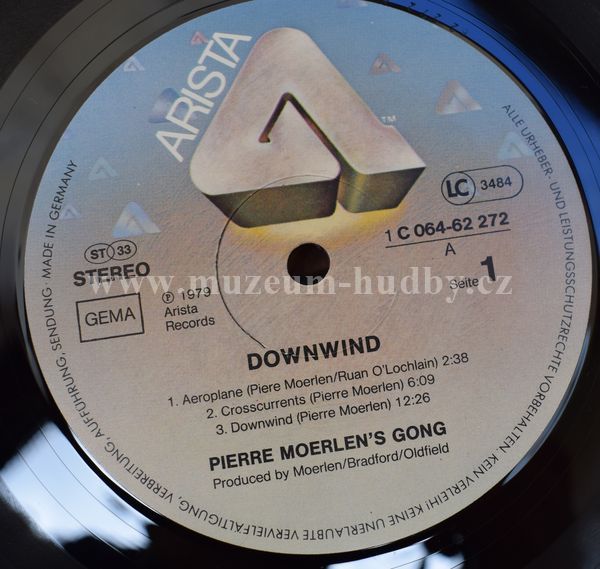 ARISTA
TM
LC 3484
1 C 064-62 272
A
Seite 1
ST 33
STEREO
GEMA
℗ 1979
Arista
Records
www.muzeum-hudby.cz
DOWNWIND
1. Aeroplane (Piere Moerlen/Ruan O'Lochlain) 2:38
2. Crosscurrents (Pierre Moerlen) 6:09
3. Downwind (Pierre Moerlen) 12:26
PIERRE MOERLEN'S GONG
Produced by Moerlen/Bradford/Oldfield
ALLE URHEBER- UND LEISTUNGSSCHUTZRECHTE VORBEHALTEN. KEIN VERLEIH! KEINE UNERLAUBTE VERVIELFÄLTIGUNG, VERBREITUNG, AUFFÜHRUNG, SENDUNG · MADE IN GERMANY